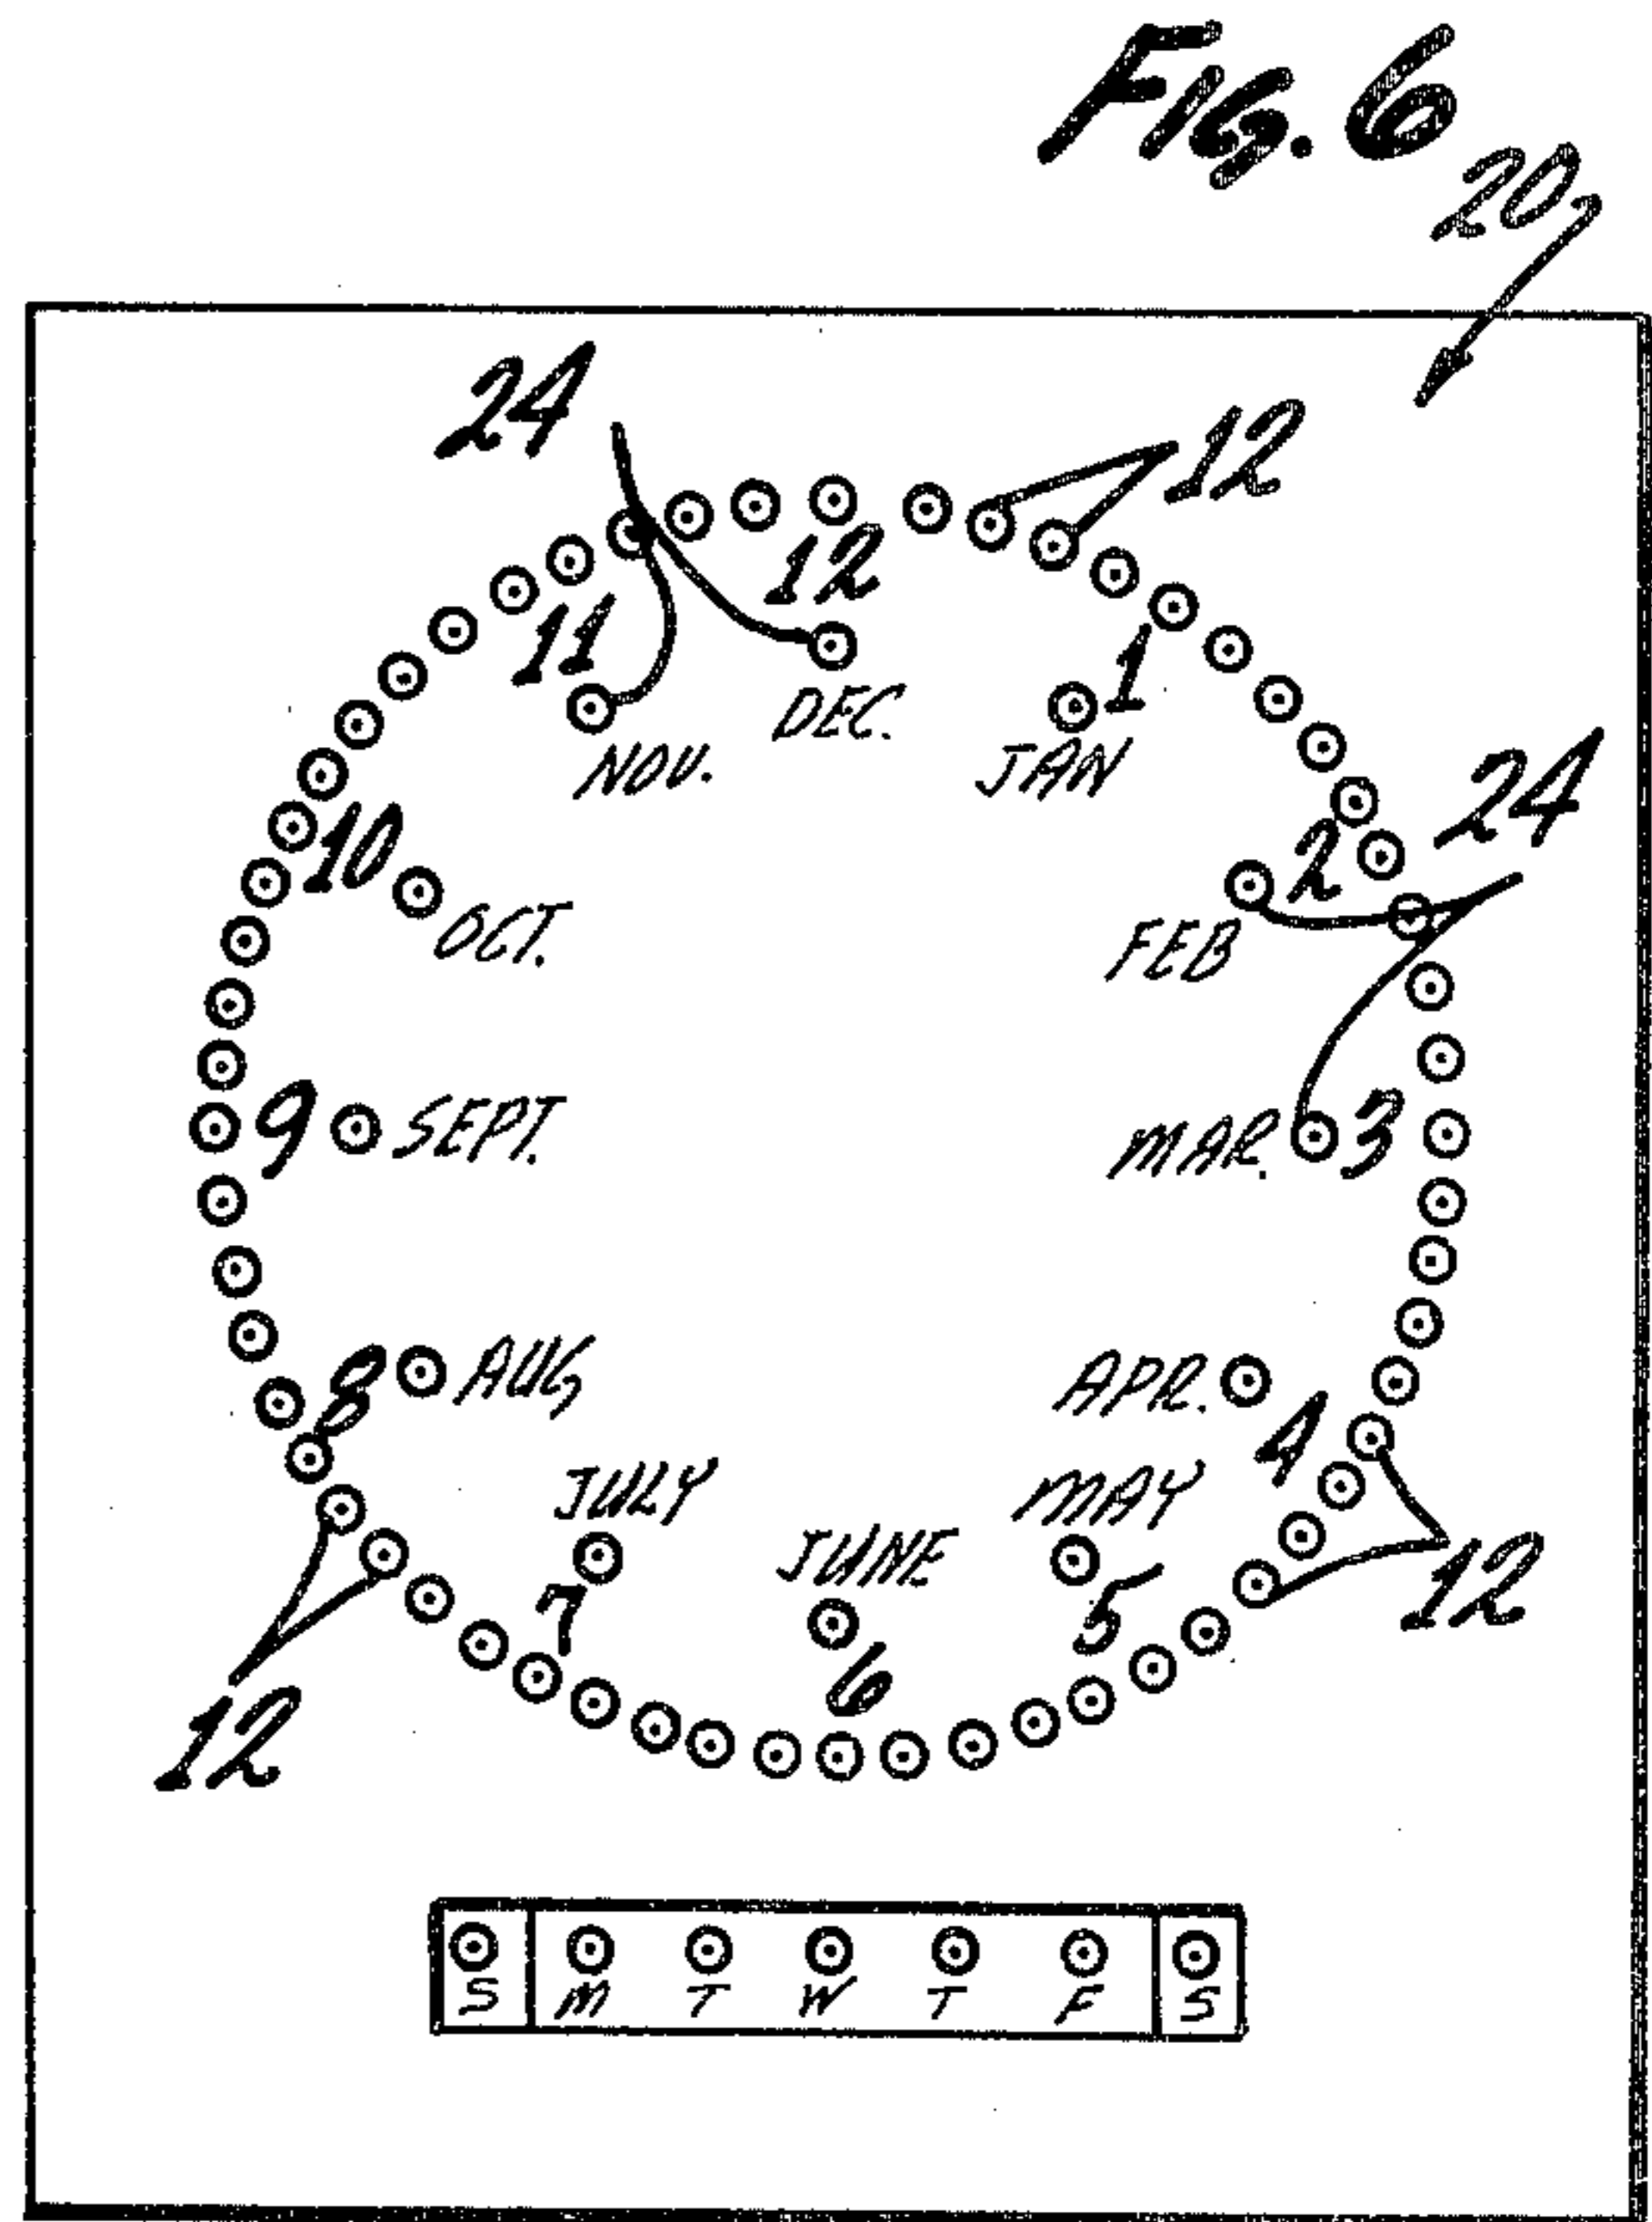 FIG. 6
20
24
12
12
11
1
DEC.
NOV.
JAN
24
10
2
OCT.
FEB
9
SEPT.
MAR.
3
8
AUG
APR.
4
JULY
MAY
JUNE
7
5
12
6
12
S M T W T F S